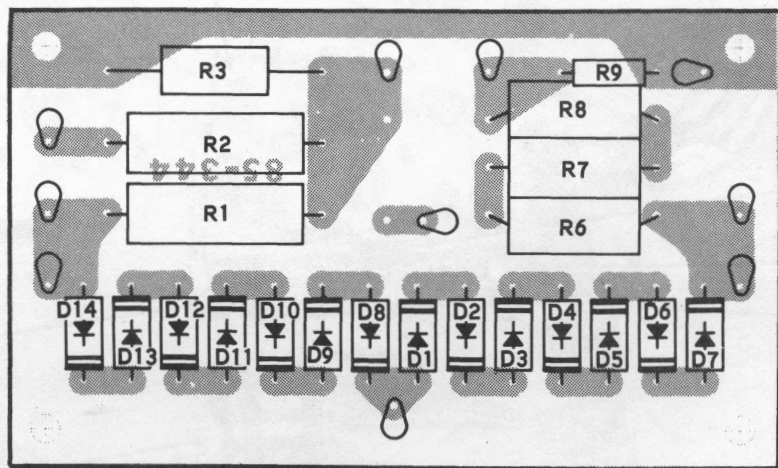 R3
R9
R8
R2
85-344
R7
R1
R6
D14 D12 D10 D8 D2 D4 D6
D13 D11 D9 D1 D3 D5 D7